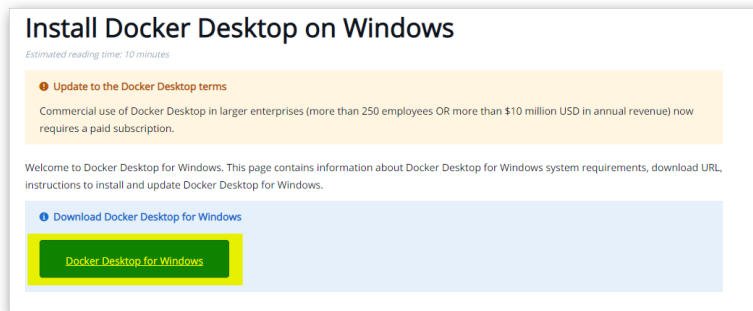 Install Docker Desktop on Windows
Estimated reading time: 10 minutes
Update to the Docker Desktop terms
Commercial use of Docker Desktop in larger enterprises (more than 250 employees OR more than $10 million USD in annual revenue) now
requires a paid subscription.
Welcome to Docker Desktop for Windows. This page contains information about Docker Desktop for Windows system requirements, download URL,
instructions to install and update Docker Desktop for Windows.
Download Docker Desktop for Windows
Docker Desktop for Windows